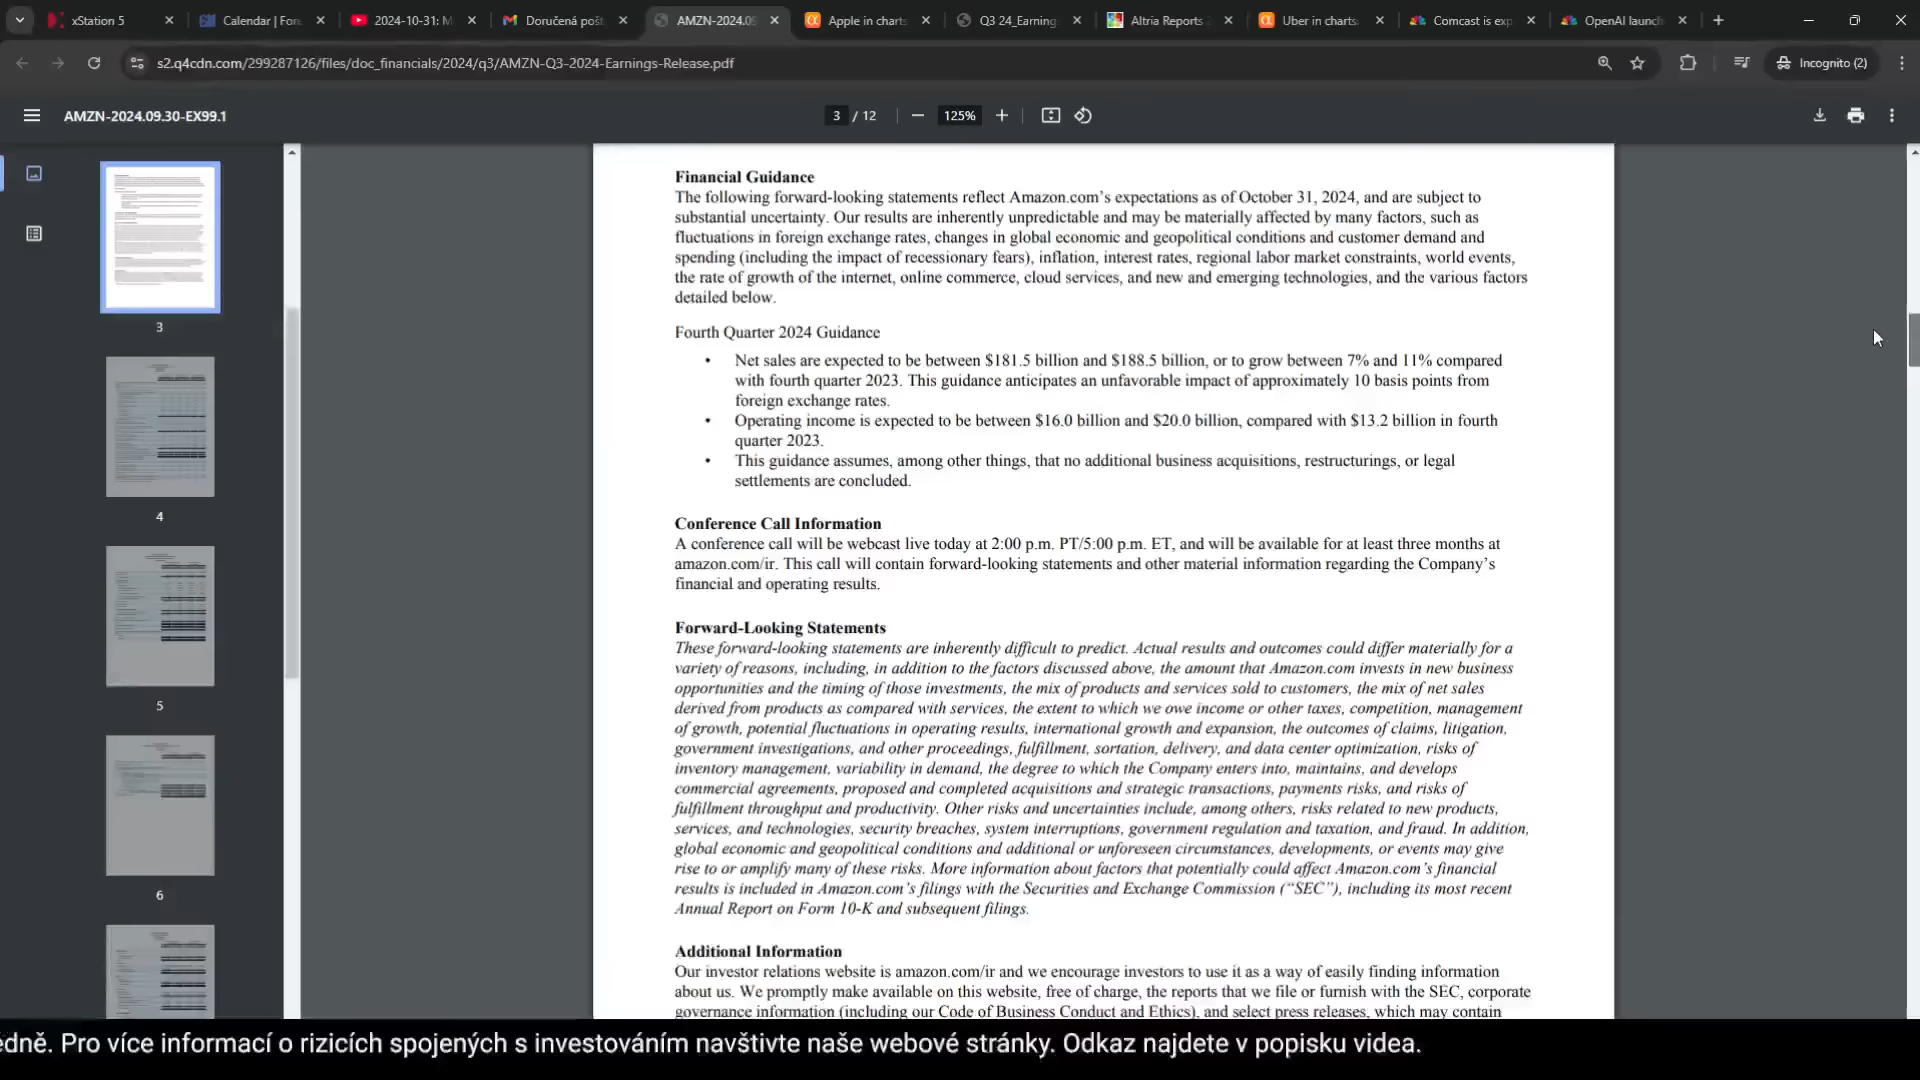 xStation 5
Calendar | For
2024-10-31: M
Doručená pošt
AMZN-2024.09
Apple in charts
Q3 24_Earning
Altria Reports 2
Uber in charts:
Comcast is exp
OpenAI launch
s2.q4cdn.com/299287126/files/doc_financials/2024/q3/AMZN-Q3-2024-Earnings-Release.pdf
Incognito (2)
AMZN-2024.09.30-EX99.1
3 / 12
125%
3
4
5
6
Financial Guidance
The following forward-looking statements reflect Amazon.com’s expectations as of October 31, 2024, and are subject to
substantial uncertainty. Our results are inherently unpredictable and may be materially affected by many factors, such as
fluctuations in foreign exchange rates, changes in global economic and geopolitical conditions and customer demand and
spending (including the impact of recessionary fears), inflation, interest rates, regional labor market constraints, world events,
the rate of growth of the internet, online commerce, cloud services, and new and emerging technologies, and the various factors
detailed below.
Fourth Quarter 2024 Guidance
• Net sales are expected to be between $181.5 billion and $188.5 billion, or to grow between 7% and 11% compared
with fourth quarter 2023. This guidance anticipates an unfavorable impact of approximately 10 basis points from
foreign exchange rates.
• Operating income is expected to be between $16.0 billion and $20.0 billion, compared with $13.2 billion in fourth
quarter 2023.
• This guidance assumes, among other things, that no additional business acquisitions, restructurings, or legal
settlements are concluded.
Conference Call Information
A conference call will be webcast live today at 2:00 p.m. PT/5:00 p.m. ET, and will be available for at least three months at
amazon.com/ir. This call will contain forward-looking statements and other material information regarding the Company’s
financial and operating results.
Forward-Looking Statements
These forward-looking statements are inherently difficult to predict. Actual results and outcomes could differ materially for a
variety of reasons, including, in addition to the factors discussed above, the amount that Amazon.com invests in new business
opportunities and the timing of those investments, the mix of products and services sold to customers, the mix of net sales
derived from products as compared with services, the extent to which we owe income or other taxes, competition, management
of growth, potential fluctuations in operating results, international growth and expansion, the outcomes of claims, litigation,
government investigations, and other proceedings, fulfillment, sortation, delivery, and data center optimization, risks of
inventory management, variability in demand, the degree to which the Company enters into, maintains, and develops
commercial agreements, proposed and completed acquisitions and strategic transactions, payments risks, and risks of
fulfillment throughput and productivity. Other risks and uncertainties include, among others, risks related to new products,
services, and technologies, security breaches, system interruptions, government regulation and taxation, and fraud. In addition,
global economic and geopolitical conditions and additional or unforeseen circumstances, developments, or events may give
rise to or amplify many of these risks. More information about factors that potentially could affect Amazon.com’s financial
results is included in Amazon.com’s filings with the Securities and Exchange Commission (“SEC”), including its most recent
Annual Report on Form 10-K and subsequent filings.
Additional Information
Our investor relations website is amazon.com/ir and we encourage investors to use it as a way of easily finding information
about us. We promptly make available on this website, free of charge, the reports that we file or furnish with the SEC, corporate
governance information (including our Code of Business Conduct and Ethics), and select press releases, which may contain
edně. Pro více informací o rizicích spojených s investováním navštivte naše webové stránky. Odkaz najdete v popisku videa.